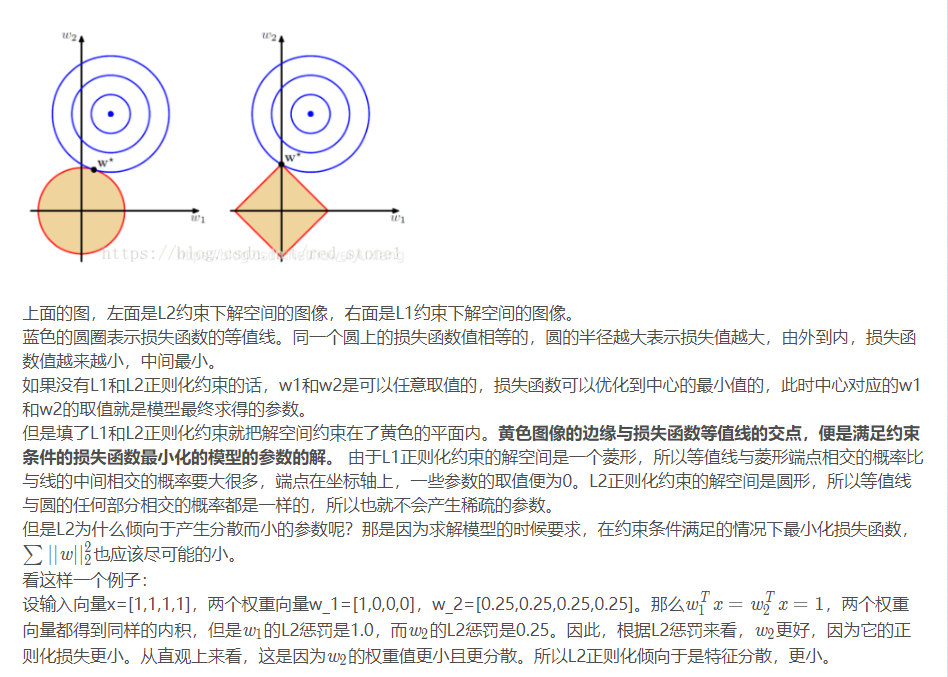 w₂ w₂
w* w*
w₁ w₁
https://blog.csdn.net/red_stone1
上面的图，左面是L2约束下解空间的图像，右面是L1约束下解空间的图像。
蓝色的圆圈表示损失函数的等值线。同一个圆上的损失函数值相等的，圆的半径越大表示损失值越大，由外到内，损失函
数值越来越小，中间最小。
如果没有L1和L2正则化约束的话，w1和w2是可以任意取值的，损失函数可以优化到中心的最小值的，此时中心对应的w1
和w2的取值就是模型最终求得的参数。
但是填了L1和L2正则化约束就把解空间约束在了黄色的平面内。黄色图像的边缘与损失函数等值线的交点，便是满足约束
条件的损失函数最小化的模型的参数的解。 由于L1正则化约束的解空间是一个菱形，所以等值线与菱形端点相交的概率比
与线的中间相交的概率要大很多，端点在坐标轴上，一些参数的取值便为0。L2正则化约束的解空间是圆形，所以等值线
与圆的任何部分相交的概率都是一样的，所以也就不会产生稀疏的参数。
但是L2为什么倾向于产生分散而小的参数呢？那是因为求解模型的时候要求，在约束条件满足的情况下最小化损失函数，
∑||w||₂²也应该尽可能的小。
看这样一个例子：
设输入向量x=[1,1,1,1]，两个权重向量w_1=[1,0,0,0]，w_2=[0.25,0.25,0.25,0.25]。那么w₁ᵀx = w₂ᵀx = 1，两个权重
向量都得到同样的内积，但是w₁的L2惩罚是1.0，而w₂的L2惩罚是0.25。因此，根据L2惩罚来看，w₂更好，因为它的正
则化损失更小。从直观上来看，这是因为w₂的权重值更小且更分散。所以L2正则化倾向于是特征分散，更小。